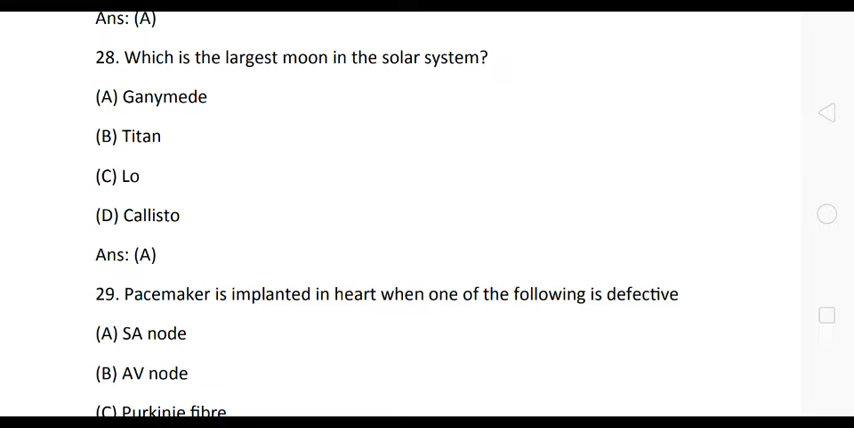 Ans: (A)
28. Which is the largest moon in the solar system?
(A) Ganymede
(B) Titan
(C) Lo
(D) Callisto
Ans: (A)
29. Pacemaker is implanted in heart when one of the following is defective
(A) SA node
(B) AV node
(C) Purkinje fibre